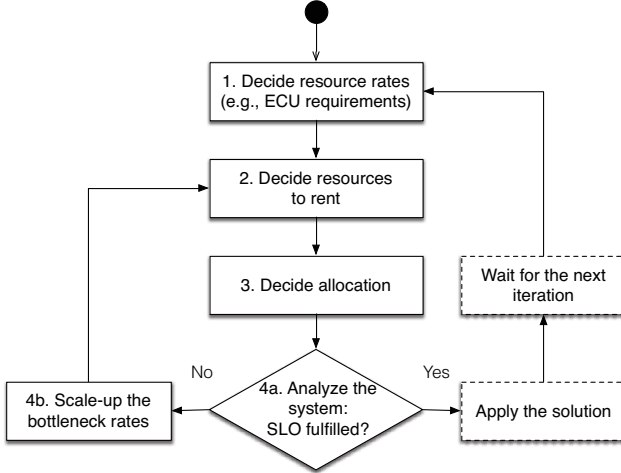 1. Decide resource rates
(e.g., ECU requirements)
2. Decide resources
to rent
3. Decide allocation
Wait for the next
iteration
No
Yes
4a. Analyze the
system:
SLO fulfilled?
4b. Scale-up the
bottleneck rates
Apply the solution